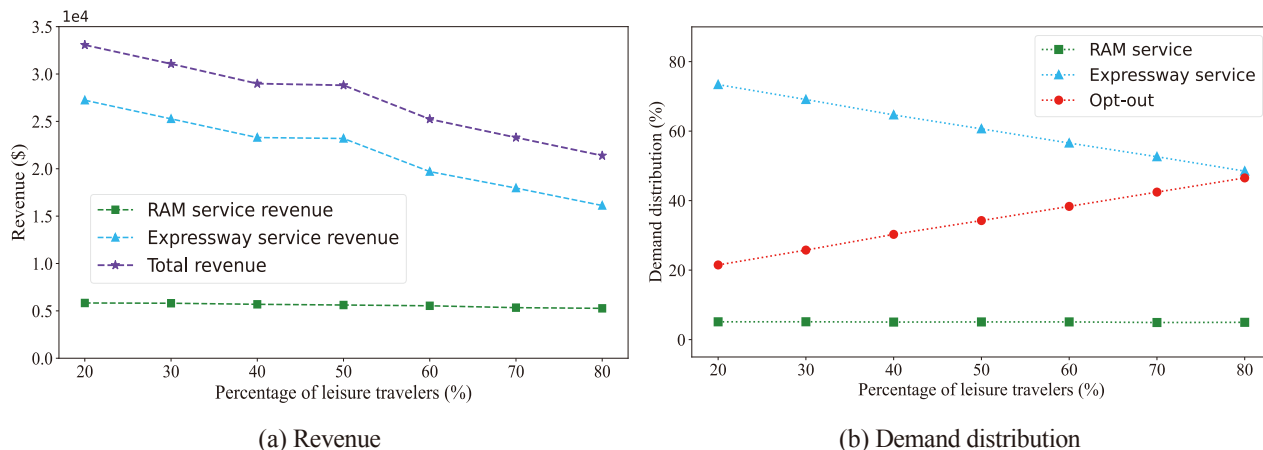 1e4
3.5
3.0
2.5
2.0
1.5
1.0
0.5
0.0
Revenue ($)
RAM service revenue
Expressway service revenue
Total revenue
20 30 40 50 60 70 80
Percentage of leisure travelers (%)
(a) Revenue
80
60
40
20
0
Demand distribution (%)
RAM service
Expressway service
Opt-out
20 30 40 50 60 70 80
Percentage of leisure travelers (%)
(b) Demand distribution